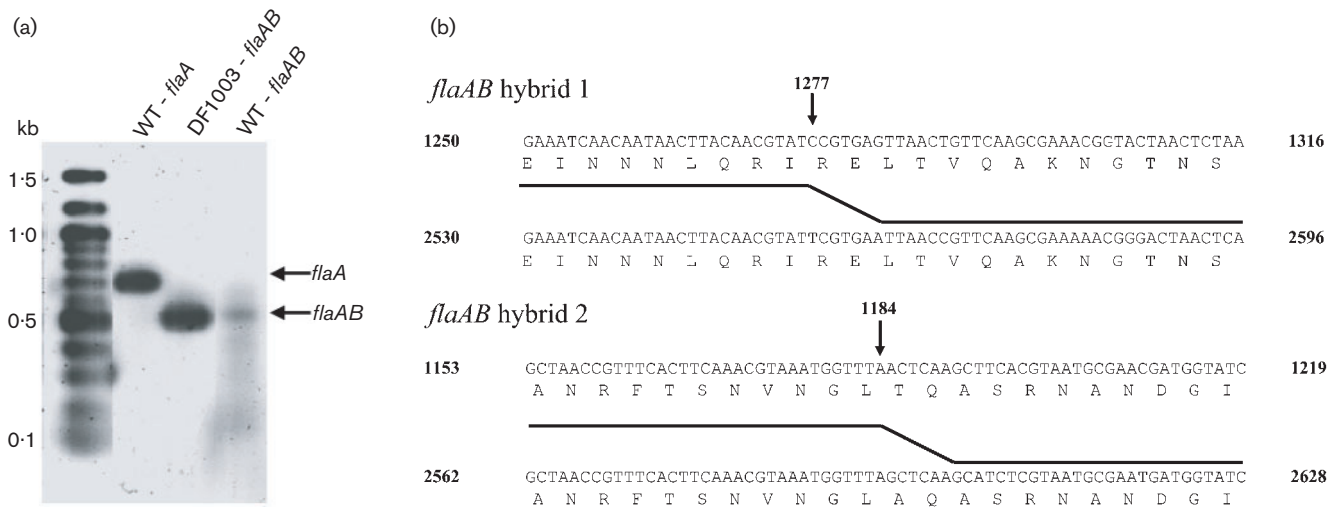 (a)
WT - flaA
DF1003 - flaAB
WT - flaAB
kb
1·5
1·0
0·5
0·1
flaA
flaAB
(b)
flaAB hybrid 1
1277
1250 GAAATCAACAATAACTTACAACGTATCCGTGAGTTAACTGTTCAAGCGAAACGGTACTAACTCTAA 1316
E I N N N L Q R I R E L T V Q A K N G T N S
2530 GAAATCAACAATAACTTACAACGTATTCGTGAATTAACCGTTCAAGCGAAAAACGGGACTAACTCA 2596
E I N N N L Q R I R E L T V Q A K N G T N S
flaAB hybrid 2
1184
1153 GCTAACCGTTTCACTTCAAACGTAAATGGTTTAACTCAAGCTTCACGTAATGCGAACGATGGTATC 1219
A N R F T S N V N G L T Q A S R N A N D G I
2562 GCTAACCGTTTCACTTCAAACGTAAATGGTTTAGCTCAAGCATCTCGTAATGCGAATGATGGTATC 2628
A N R F T S N V N G L A Q A S R N A N D G I